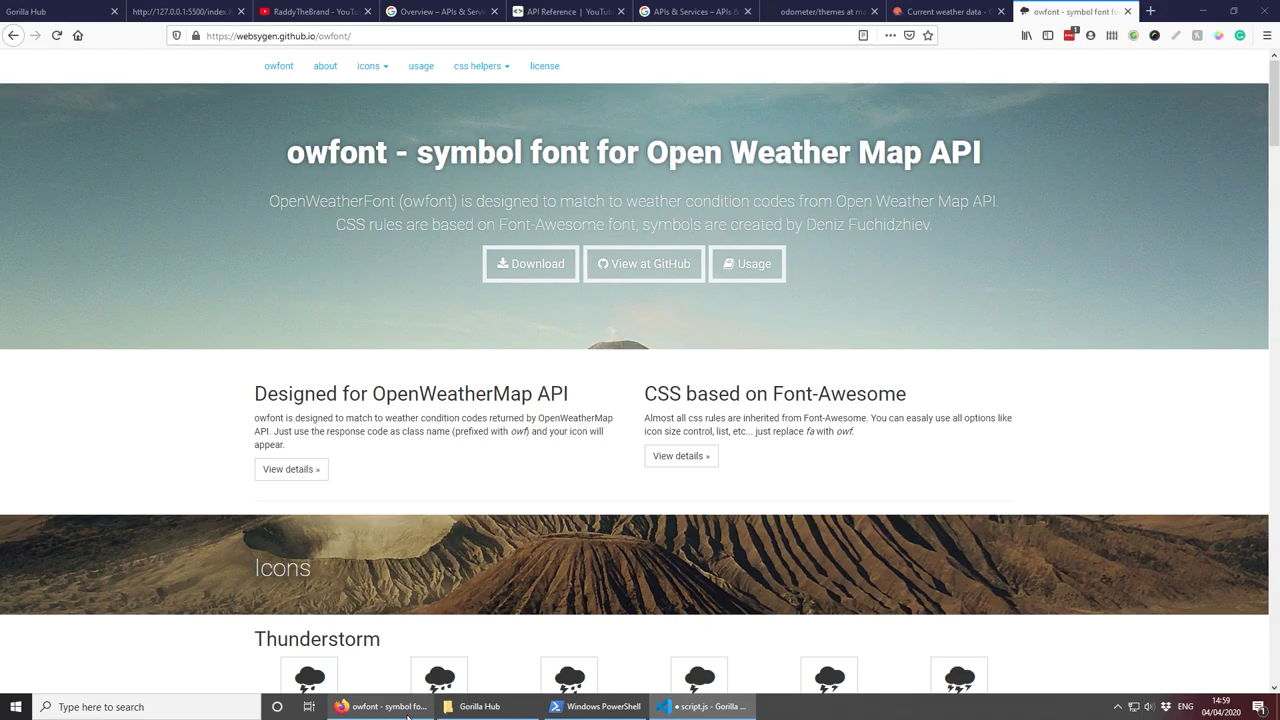 Gorilla Hub
http://127.0.0.1:5500/index.h
RaddyTheBrand - YouTu
Overview – APIs & Serv
API Reference | YouTub
APIs & Services – APIs &
odometer/themes at ma
Current weather data - O
owfont - symbol font fo
https://websygen.github.io/owfont/
owfont about icons usage css helpers license
owfont - symbol font for Open Weather Map API
OpenWeatherFont (owfont) is designed to match to weather condition codes from Open Weather Map API.
CSS rules are based on Font-Awesome font, symbols are created by Deniz Fuchidzhiev.
Download View at GitHub Usage
Designed for OpenWeatherMap API
owfont is designed to match to weather condition codes returned by OpenWeatherMap
API. Just use the response code as class name (prefixed with owf) and your icon will
appear.
View details »
CSS based on Font-Awesome
Almost all css rules are inherited from Font-Awesome. You can easaly use all options like
icon size control, list, etc... just replace fa with owf.
View details »
Icons
Thunderstorm
Type here to search
owfont - symbol fo...
Gorilla Hub
Windows PowerShell
● script.js - Gorilla ...
ENG
14:59
04/04/2020